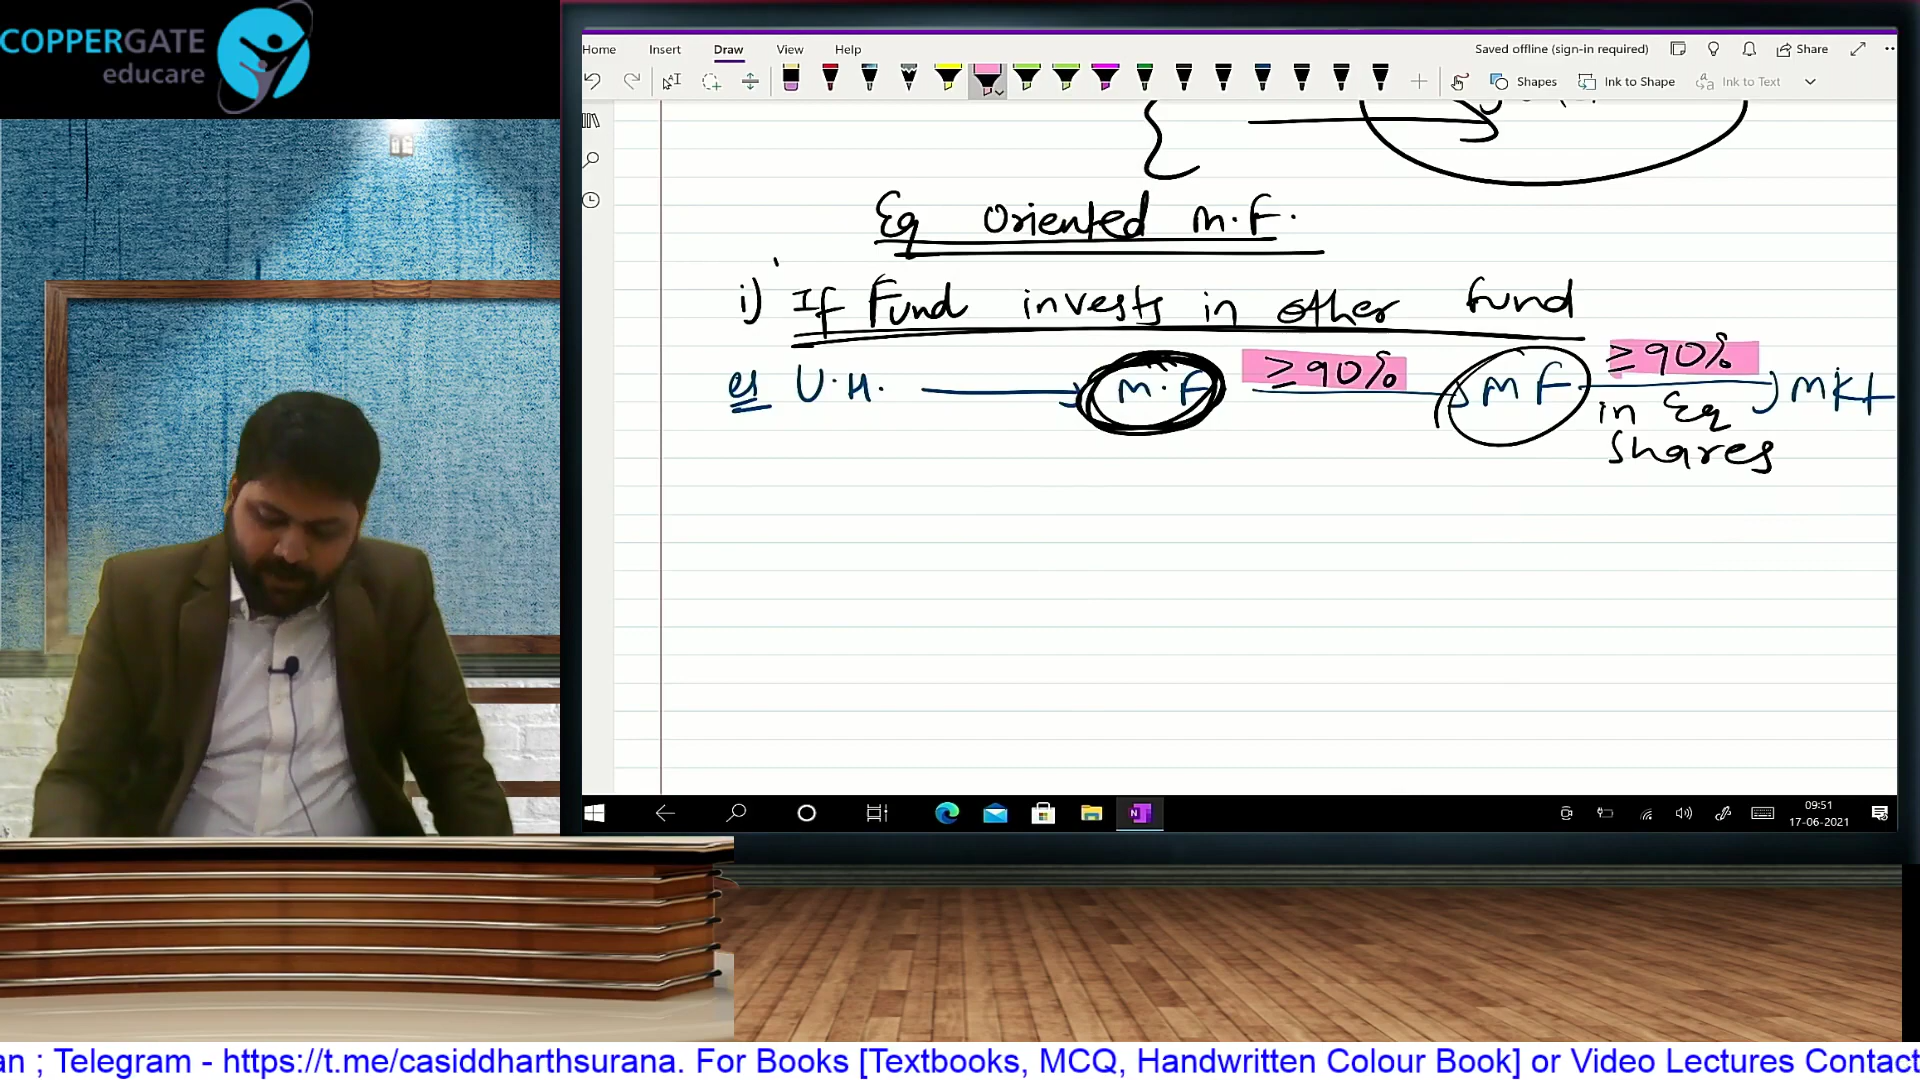 COPPERGATE
educare
Home Insert Draw View Help
Saved offline (sign-in required) Share
Shapes Ink to Shape Ink to Text
Eq Oriented M.F.
i) If Fund invests in other fund
eg U.H. M.F ≥90% MF ≥90% MKt
in Eq
Shares
09:51
17-06-2021
an ; Telegram - https://t.me/casiddharthsurana. For Books [Textbooks, MCQ, Handwritten Colour Book] or Video Lectures Contact